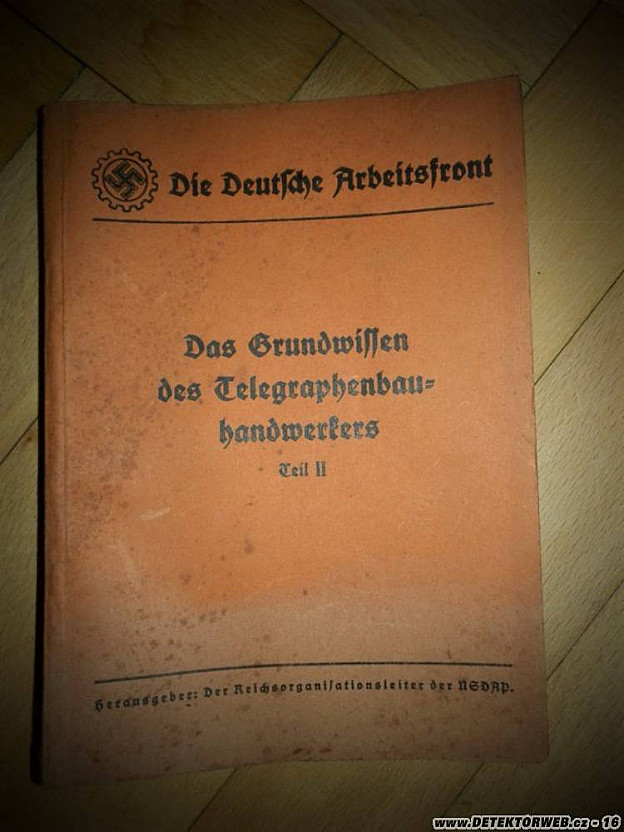 Die Deutsche Arbeitsfront
Das Grundwissen
des Telegraphenbau=
handwerkers
Teil II
Herausgeber: Der Reichsorganisationsleiter der NSDAP.
www.DETEKTORWEB.cz - 16